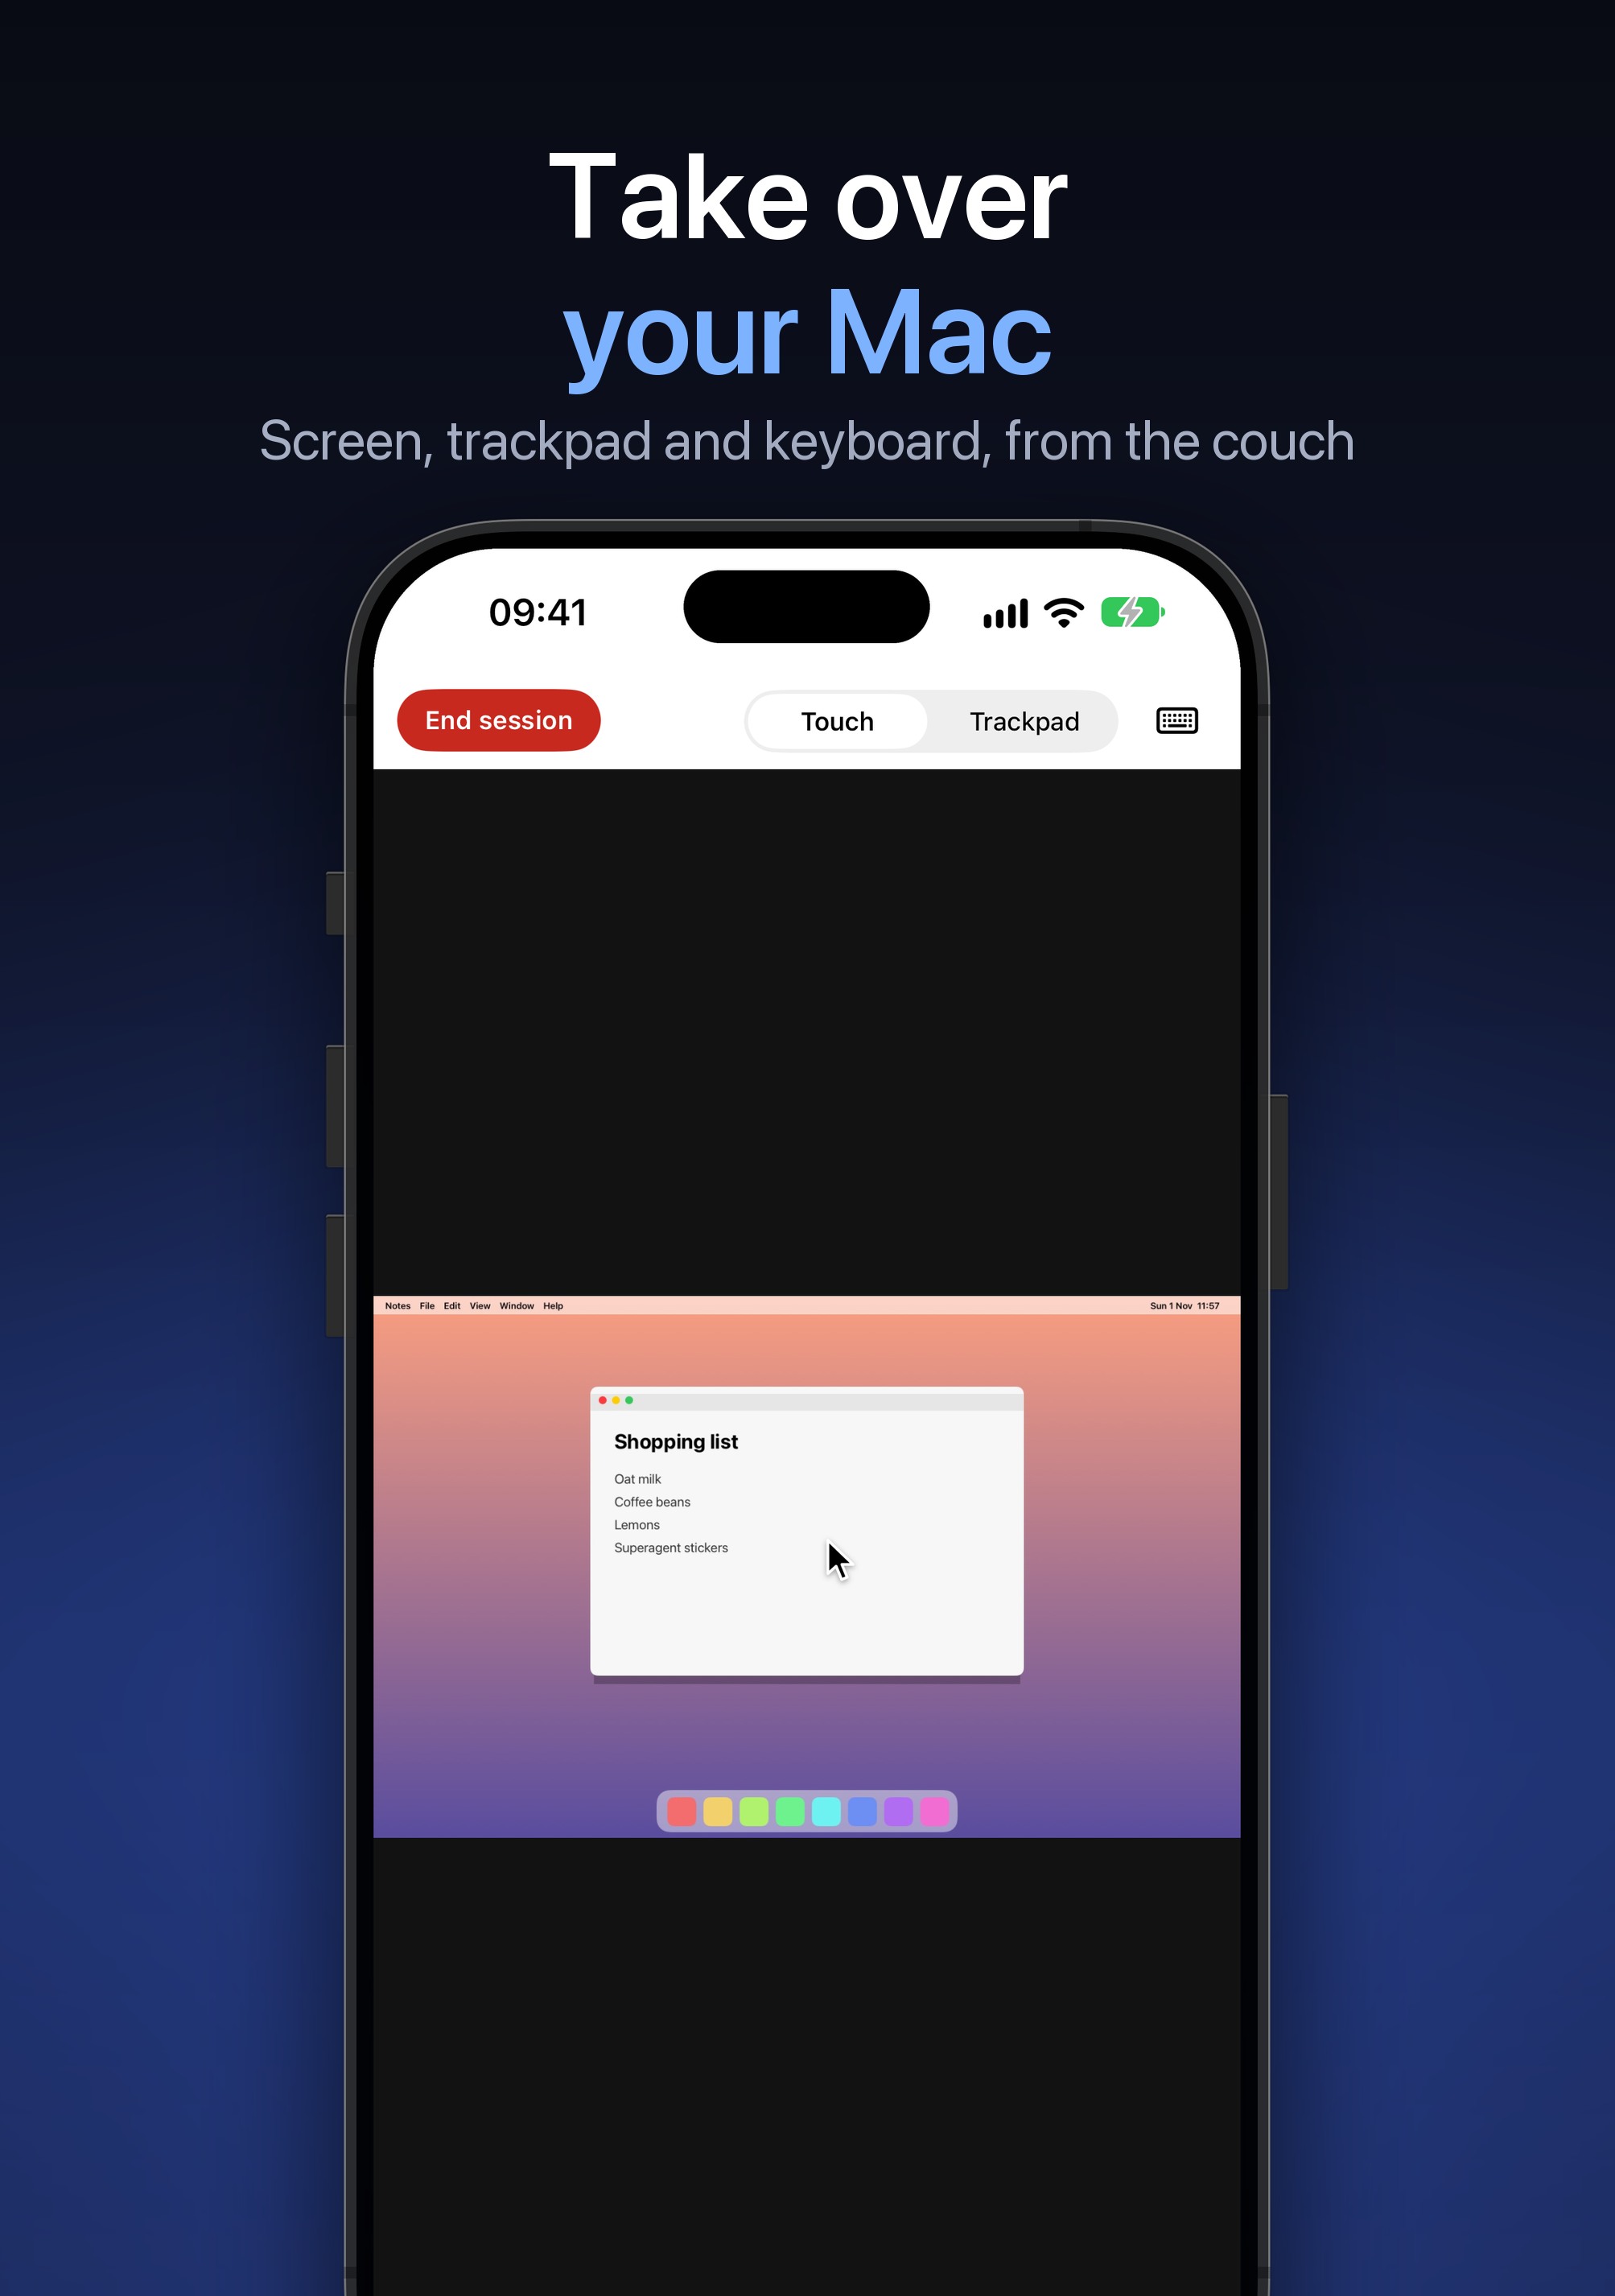 Take over
your Mac
Screen, trackpad and keyboard, from the couch
09:41
End session Touch Trackpad
Notes File Edit View Window Help Sun 1 Nov 11:57
Shopping list
Oat milk
Coffee beans
Lemons
Superagent stickers